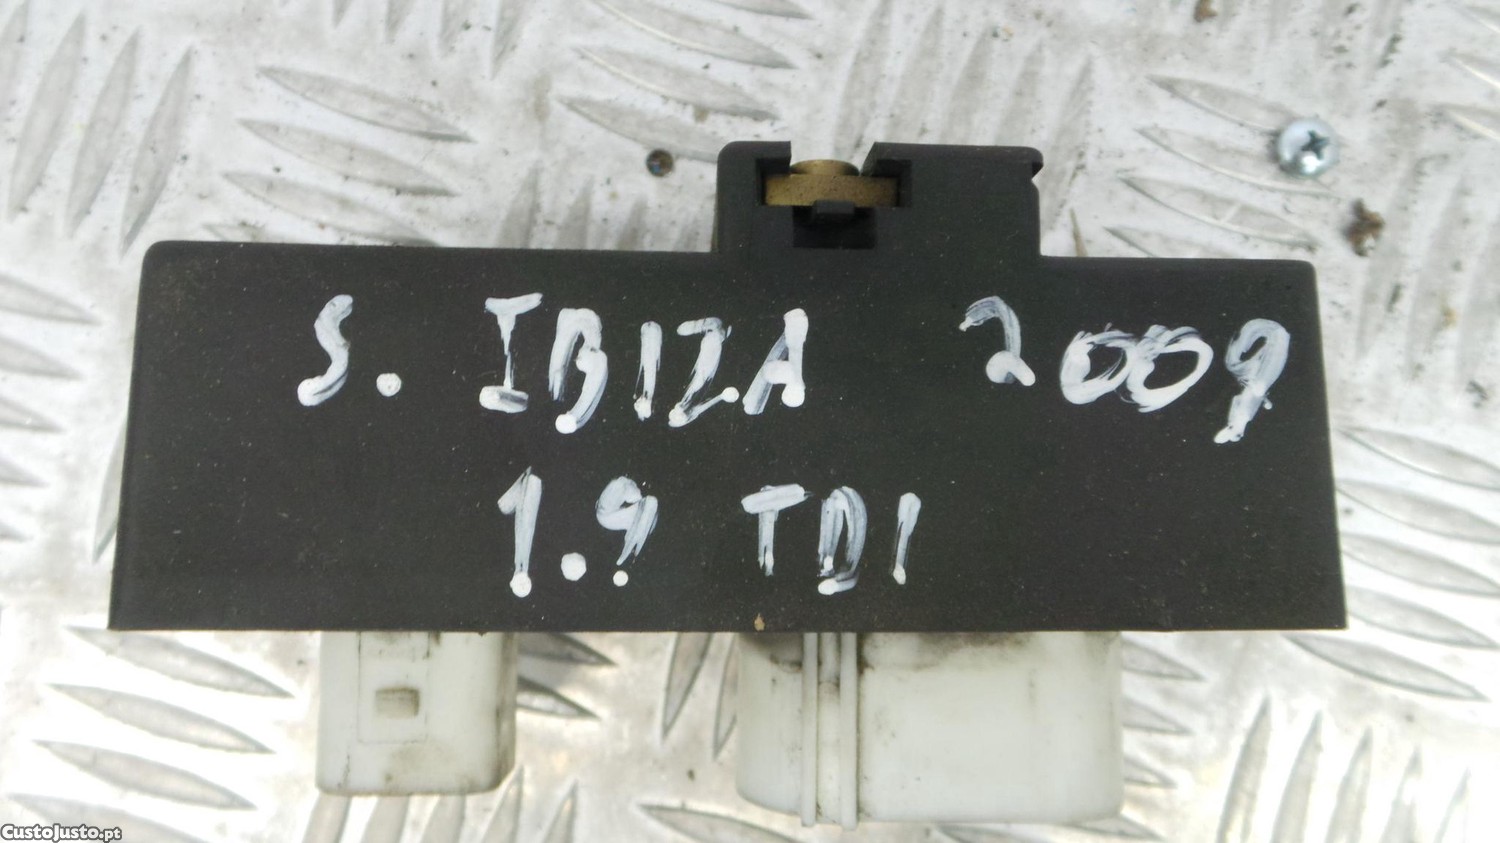 S. IBIZA 2009
1.9 TDI
CustoJusto.pt